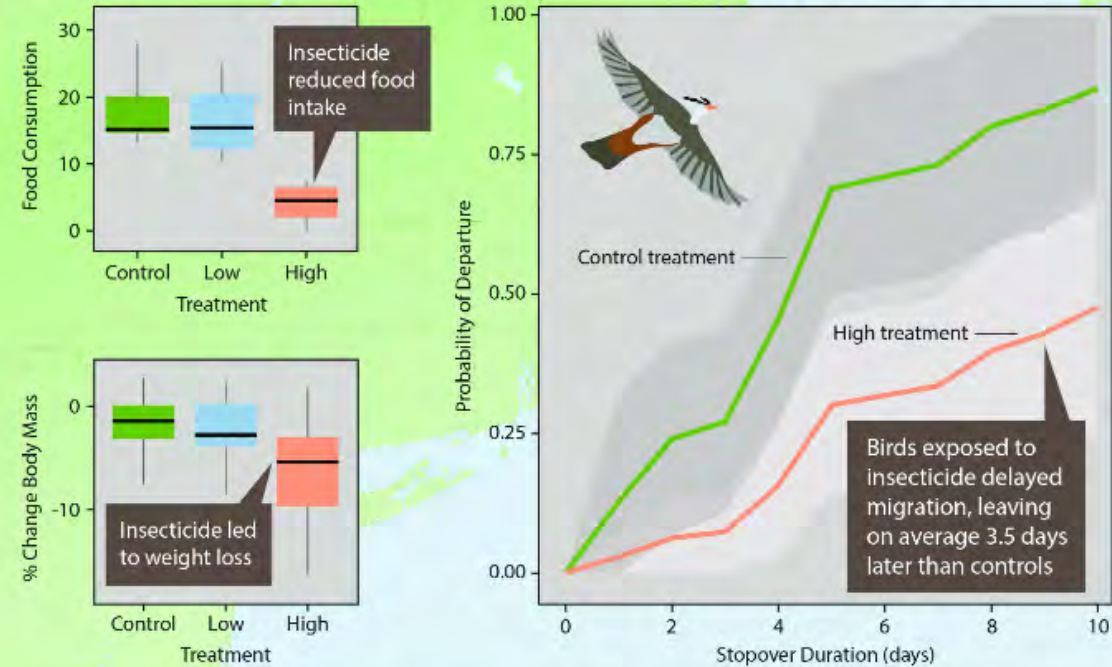 30
20
10
0
Food Consumption
Insecticide
reduced food
intake
Control Low High
Treatment
0
-10
% Change Body Mass
Insecticide led
to weight loss
Control Low High
Treatment
1.00
0.75
0.50
0.25
0.00
Probability of Departure
Control treatment
High treatment
Birds exposed to
insecticide delayed
migration, leaving
on average 3.5 days
later than controls
0 2 4 6 8 10
Stopover Duration (days)